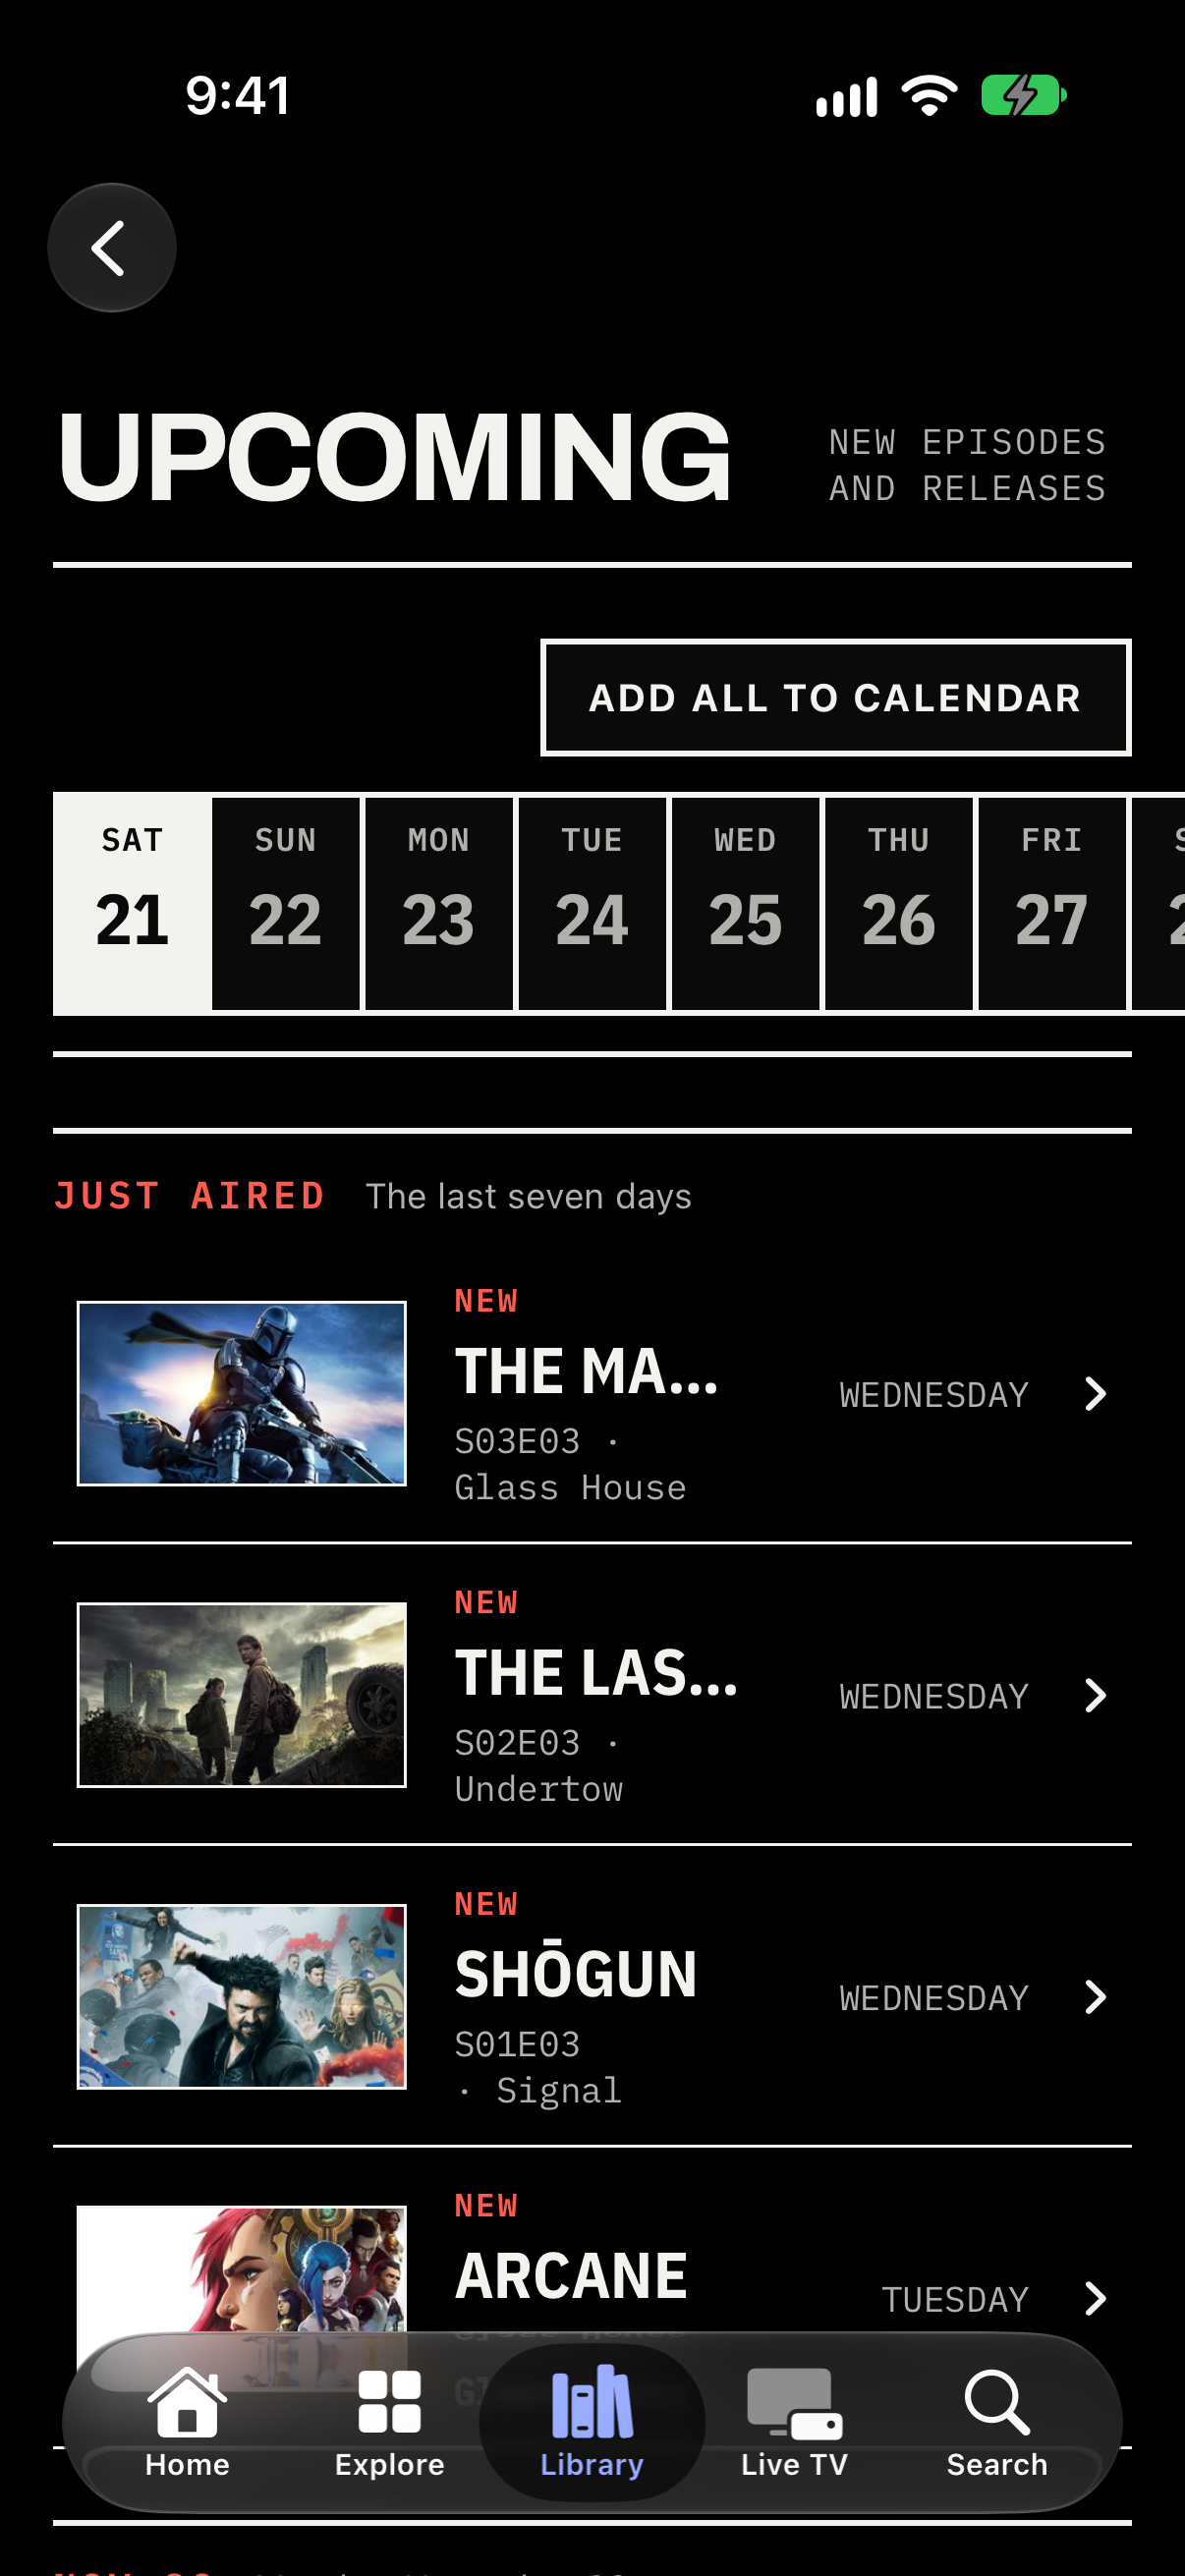 9:41
UPCOMING
NEW EPISODES
AND RELEASES
ADD ALL TO CALENDAR
SAT SUN MON TUE WED THU FRI
21 22 23 24 25 26 27
JUST AIRED The last seven days
NEW
THE MA...
WEDNESDAY
S03E03 ·
Glass House
NEW
THE LAS...
WEDNESDAY
S02E03 ·
Undertow
NEW
SHŌGUN
WEDNESDAY
S01E03
· Signal
NEW
ARCANE
TUESDAY
Home Explore Library Live TV Search